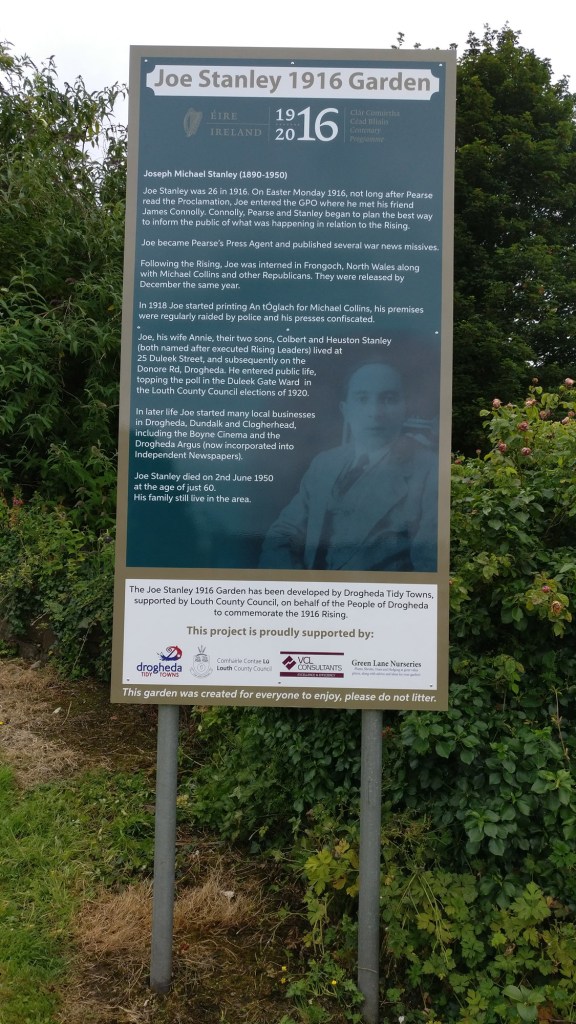 Joe Stanley 1916 Garden
ÉIRE
IRELAND
19
20
16
Clár Comórtha
Céad Bliain
Centenary
Programme
Joseph Michael Stanley (1890-1950)
Joe Stanley was 26 in 1916. On Easter Monday 1916, not long after Pearse
read the Proclamation, Joe entered the GPO where he met his friend
James Connolly. Connolly, Pearse and Stanley began to plan the best way
to inform the public of what was happening in relation to the Rising.
Joe became Pearse's Press Agent and published several war news missives.
Following the Rising, Joe was interned in Frongoch, North Wales along
with Michael Collins and other Republicans. They were released by
December the same year.
In 1918 Joe started printing An tÓglach for Michael Collins, his premises
were regularly raided by police and his presses confiscated.
Joe, his wife Annie, their two sons, Colbert and Heuston Stanley
(both named after executed Rising Leaders) lived at
25 Duleek Street, and subsequently on the
Donore Rd, Drogheda. He entered public life,
topping the poll in the Duleek Gate Ward in
the Louth County Council elections of 1920.
In later life Joe started many local businesses
in Drogheda, Dundalk and Clogherhead,
including the Boyne Cinema and the
Drogheda Argus (now incorporated into
Independent Newspapers).
Joe Stanley died on 2nd June 1950
at the age of just 60.
His family still live in the area.
The Joe Stanley 1916 Garden has been developed by Drogheda Tidy Towns,
supported by Louth County Council, on behalf of the People of Drogheda
to commemorate the 1916 Rising.
This project is proudly supported by:
drogheda
TIDY TOWNS
Comhairle Contae Lú
Louth County Council
VCL
CONSULTANTS
Green Lane Nurseries
This garden was created for everyone to enjoy, please do not litter.